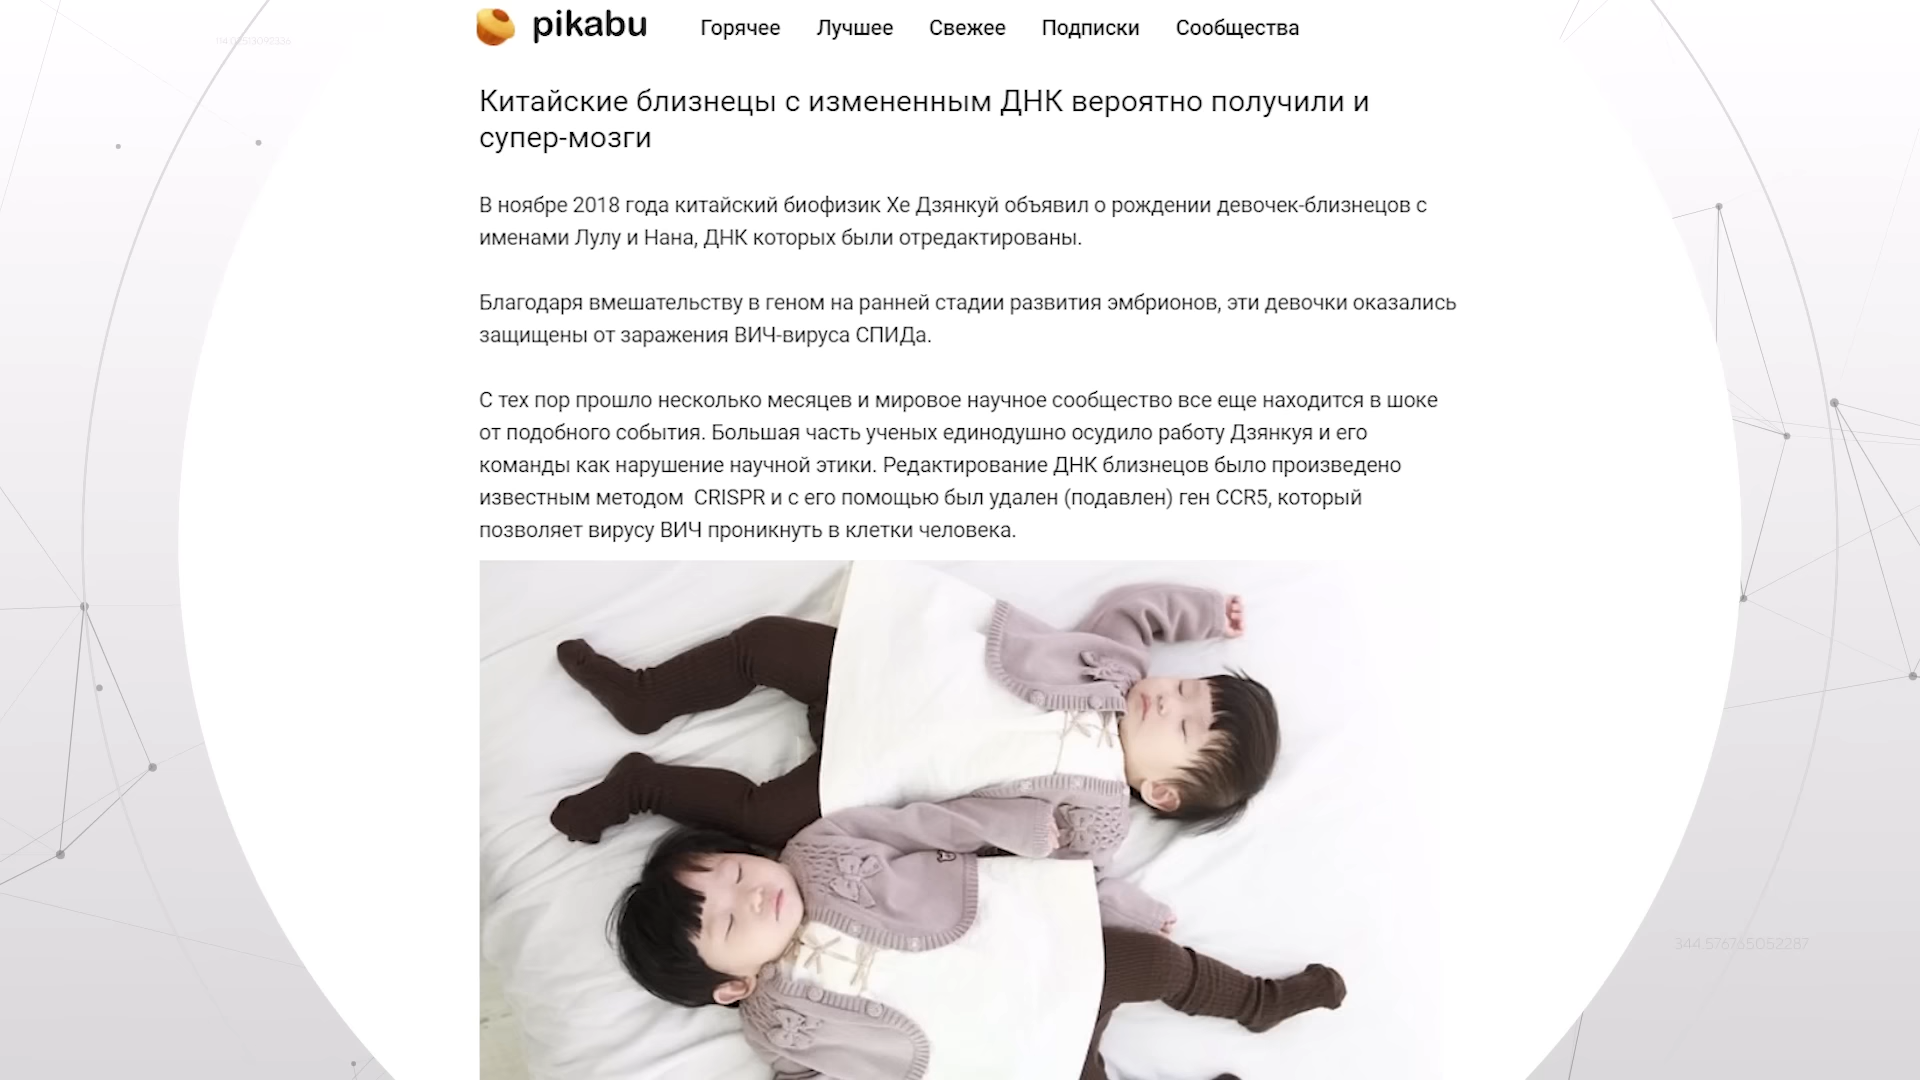 114.02513092336
pikabu Горячее Лучшее Свежее Подписки Сообщества
Китайские близнецы с измененным ДНК вероятно получили и
супер-мозги
В ноябре 2018 года китайский биофизик Хе Дзянкуй объявил о рождении девочек-близнецов с
именами Лулу и Нана, ДНК которых были отредактированы.
Благодаря вмешательству в геном на ранней стадии развития эмбрионов, эти девочки оказались
защищены от заражения ВИЧ-вируса СПИДа.
С тех пор прошло несколько месяцев и мировое научное сообщество все еще находится в шоке
от подобного события. Большая часть ученых единодушно осудило работу Дзянкуя и его
команды как нарушение научной этики. Редактирование ДНК близнецов было произведено
известным методом CRISPR и с его помощью был удален (подавлен) ген CCR5, который
позволяет вирусу ВИЧ проникнуть в клетки человека.
344.576765052287